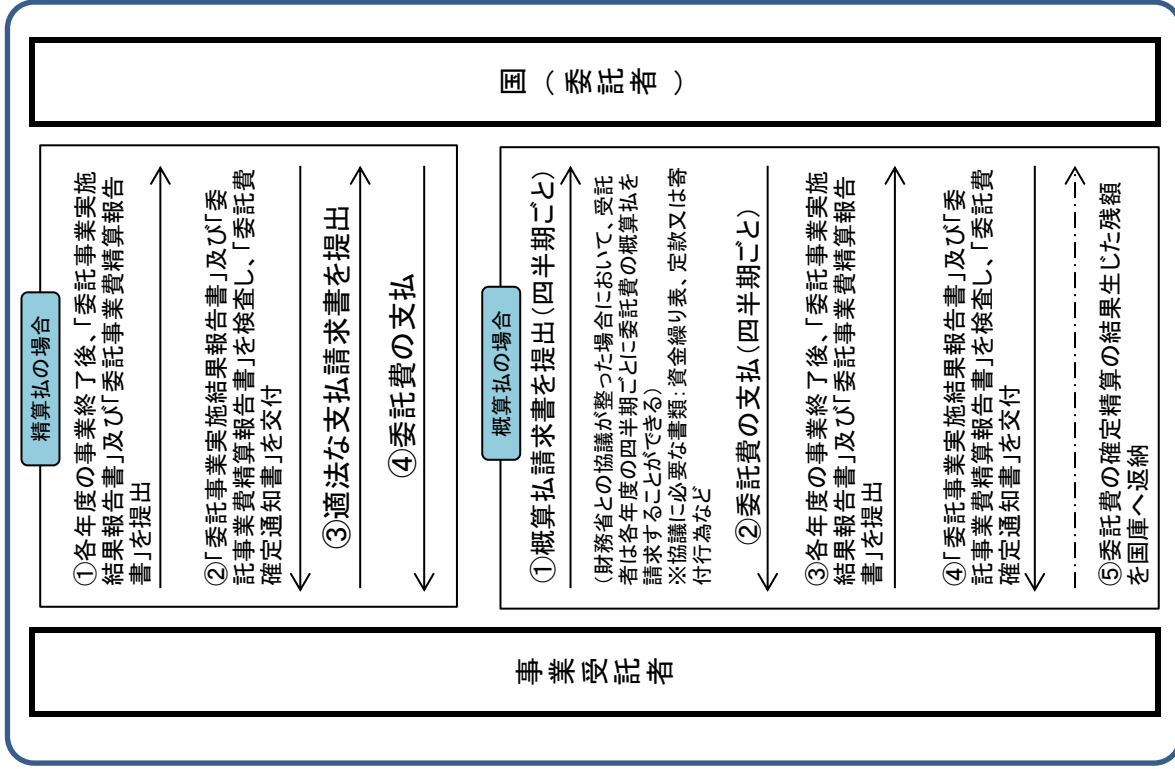 国（委託者）
精算払の場合
①各年度の事業終了後、「委託事業実施
結果報告書」及び「委託事業費精算報告
書」を提出
②「委託事業実施結果報告書」及び「委
託事業費精算報告書」を検査し、「委託費
確定通知書」を交付
③適法な支払請求書を提出
④委託費の支払
概算払の場合
①概算払請求書を提出（四半期ごと）
（財務省との協議が整った場合において、受託
者は各年度の四半期ごとに委託費の概算払を
請求することができる）
※協議に必要な書類：資金繰り表、定款又は寄
付行為など
②委託費の支払（四半期ごと）
③各年度の事業終了後、「委託事業実施
結果報告書」及び「委託事業費精算報告
書」を提出
④「委託事業実施結果報告書」及び「委
託事業費精算報告書」を検査し、「委託費
確定通知書」を交付
⑤委託費の確定精算の結果生じた残額
を国庫へ返納
事業受託者